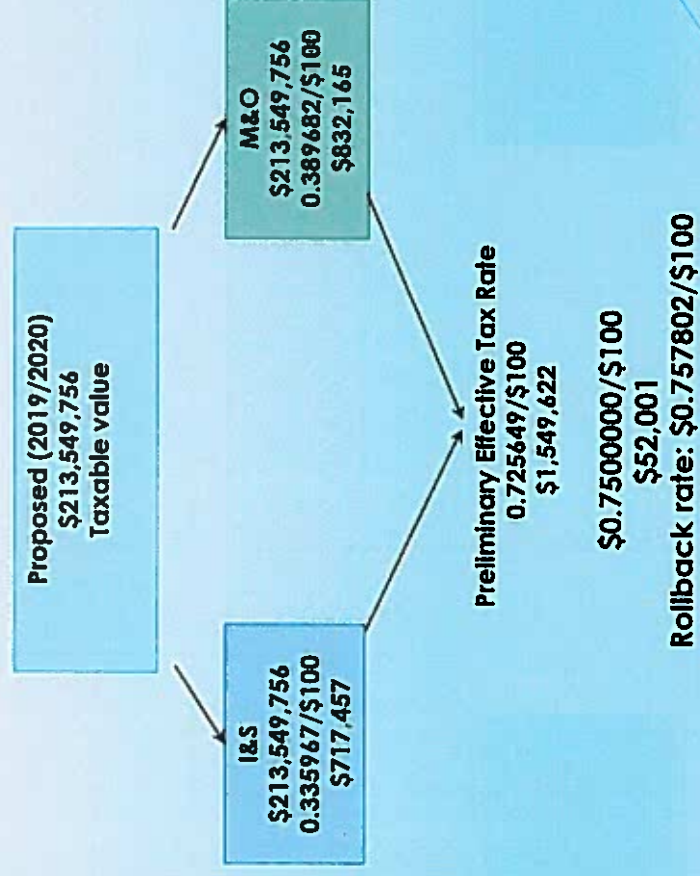 Proposed (2019/2020)
$213,549,756
Taxable value
I&S
$213,549,756
0.335967/$100
$717,457
M&O
$213,549,756
0.389682/$100
$832,165
Preliminary Effective Tax Rate
0.725649/$100
$1,549,622
$0.7500000/$100
$52,001
Rollback rate: $0.757802/$100